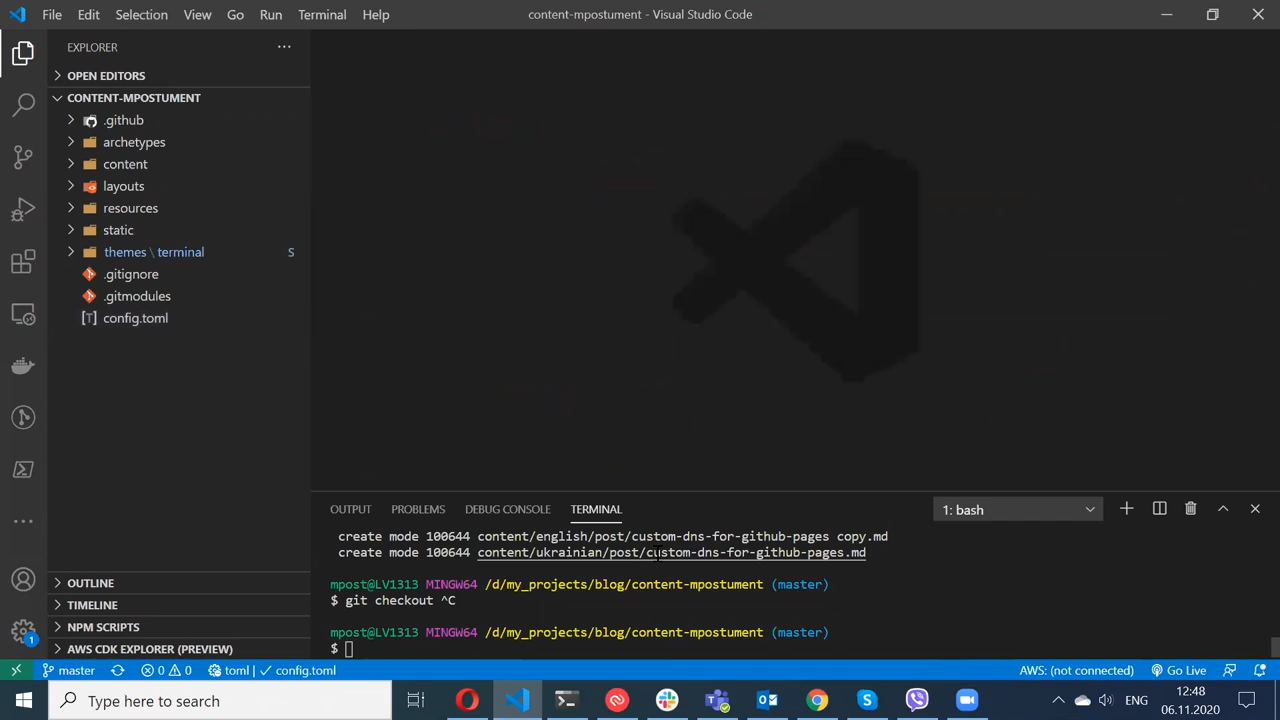 File Edit Selection View Go Run Terminal Help content-mpostument - Visual Studio Code
EXPLORER
OPEN EDITORS
CONTENT-MPOSTUMENT
.github
archetypes
content
layouts
resources
static
themes \ terminal S
.gitignore
.gitmodules
[T] config.toml
OUTLINE
TIMELINE
NPM SCRIPTS
AWS CDK EXPLORER (PREVIEW)
OUTPUT PROBLEMS DEBUG CONSOLE TERMINAL 1: bash
create mode 100644 content/english/post/custom-dns-for-github-pages copy.md
create mode 100644 content/ukrainian/post/custom-dns-for-github-pages.md
mpost@LV1313 MINGW64 /d/my_projects/blog/content-mpostument (master)
$ git checkout ^C
mpost@LV1313 MINGW64 /d/my_projects/blog/content-mpostument (master)
$
1
master 0 0 toml config.toml AWS: (not connected) Go Live
Type here to search ENG 12:48
06.11.2020